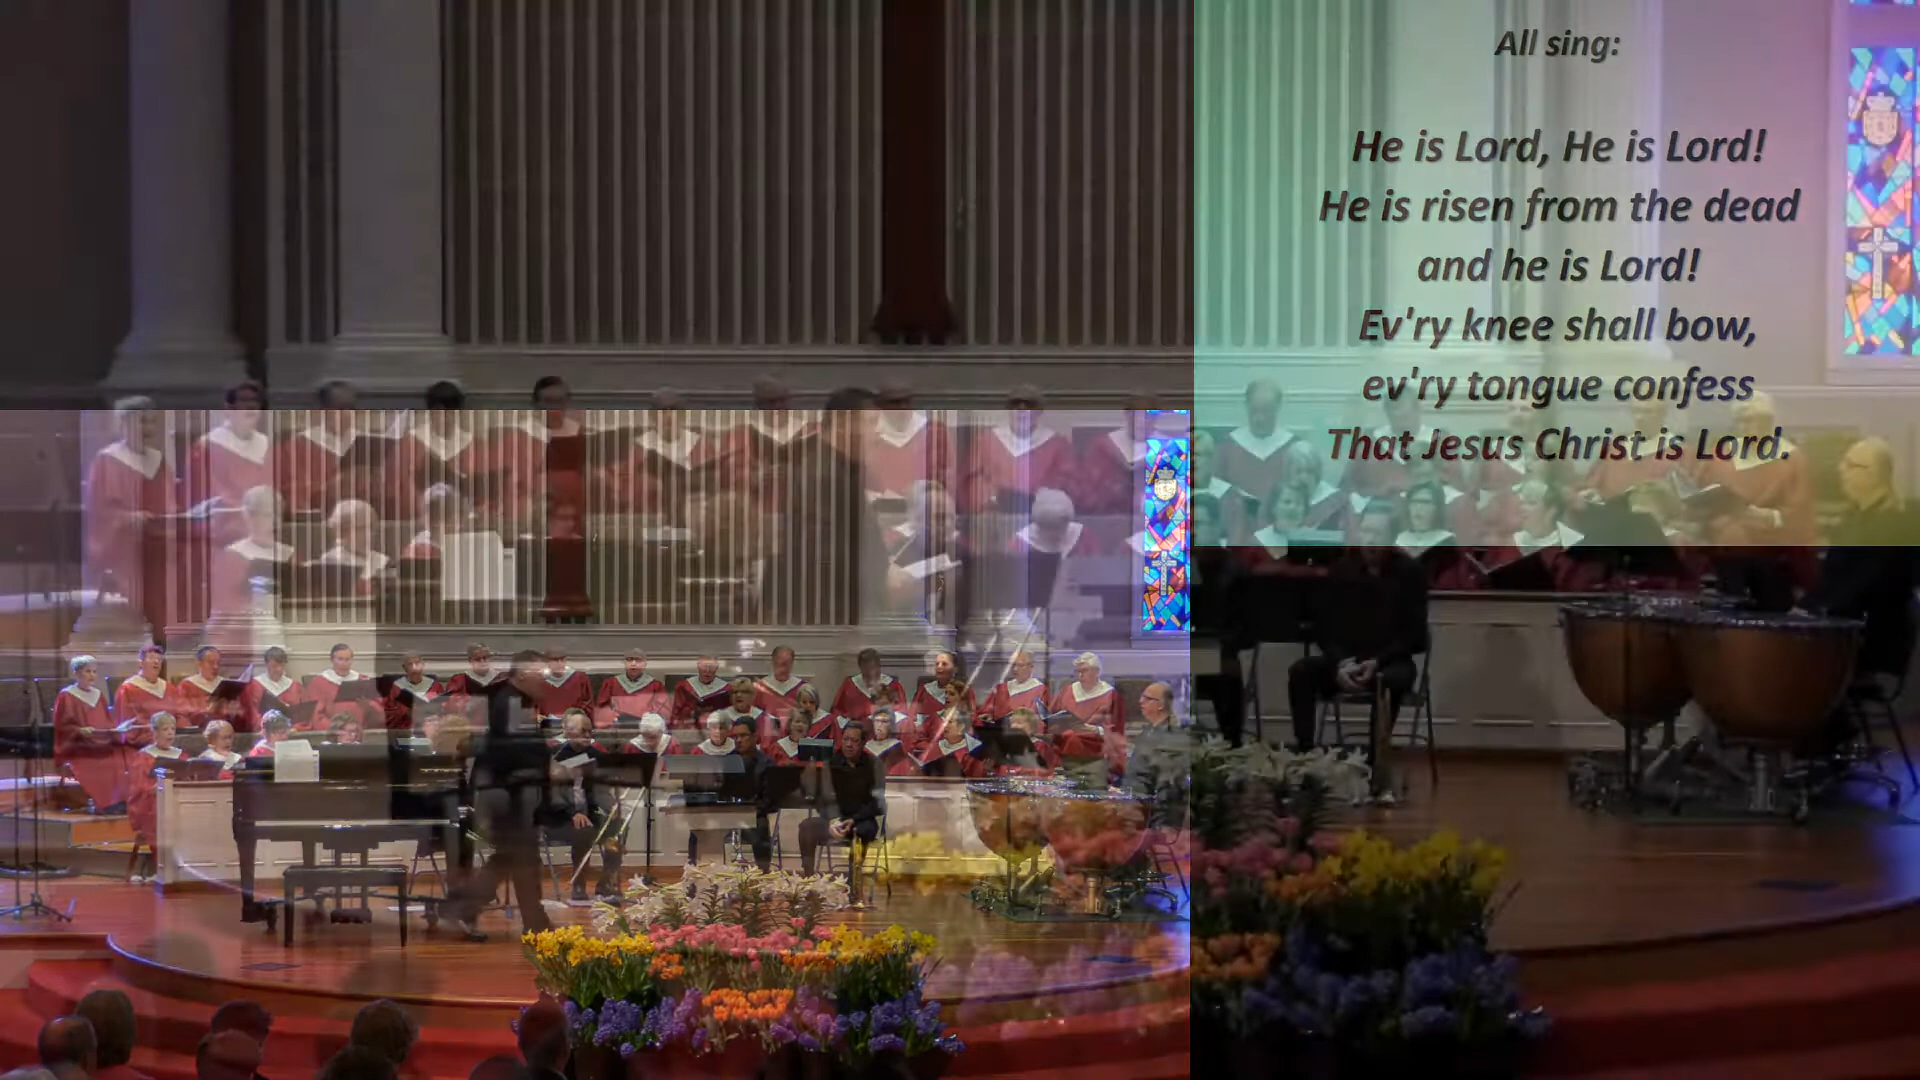 All sing:
He is Lord, He is Lord!
He is risen from the dead
and he is Lord!
Ev'ry knee shall bow,
ev'ry tongue confess
That Jesus Christ is Lord.